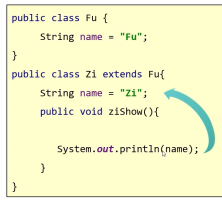 public class Fu {
String name = "Fu";
}
public class Zi extends Fu{
String name = "Zi";
public void ziShow(){
System.out.println(name);
}
}